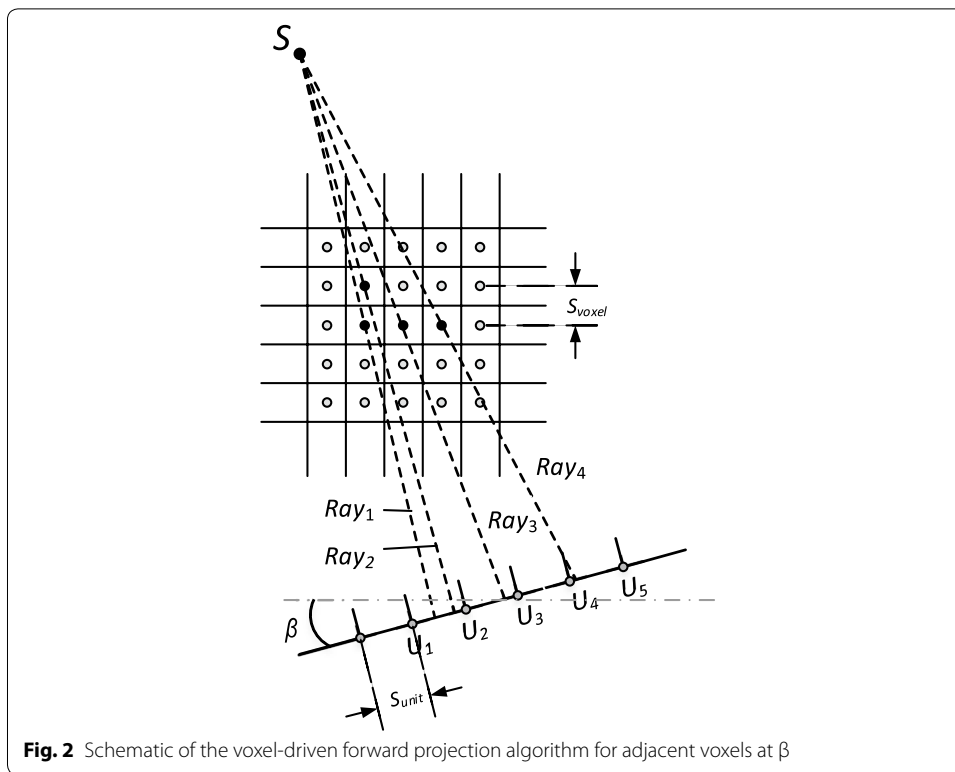 S
S_voxel
Ray_4
Ray_1
Ray_3
Ray_2
U_5
U_4
U_3
U_2
β
U_1
S_unit
Fig. 2 Schematic of the voxel-driven forward projection algorithm for adjacent voxels at β